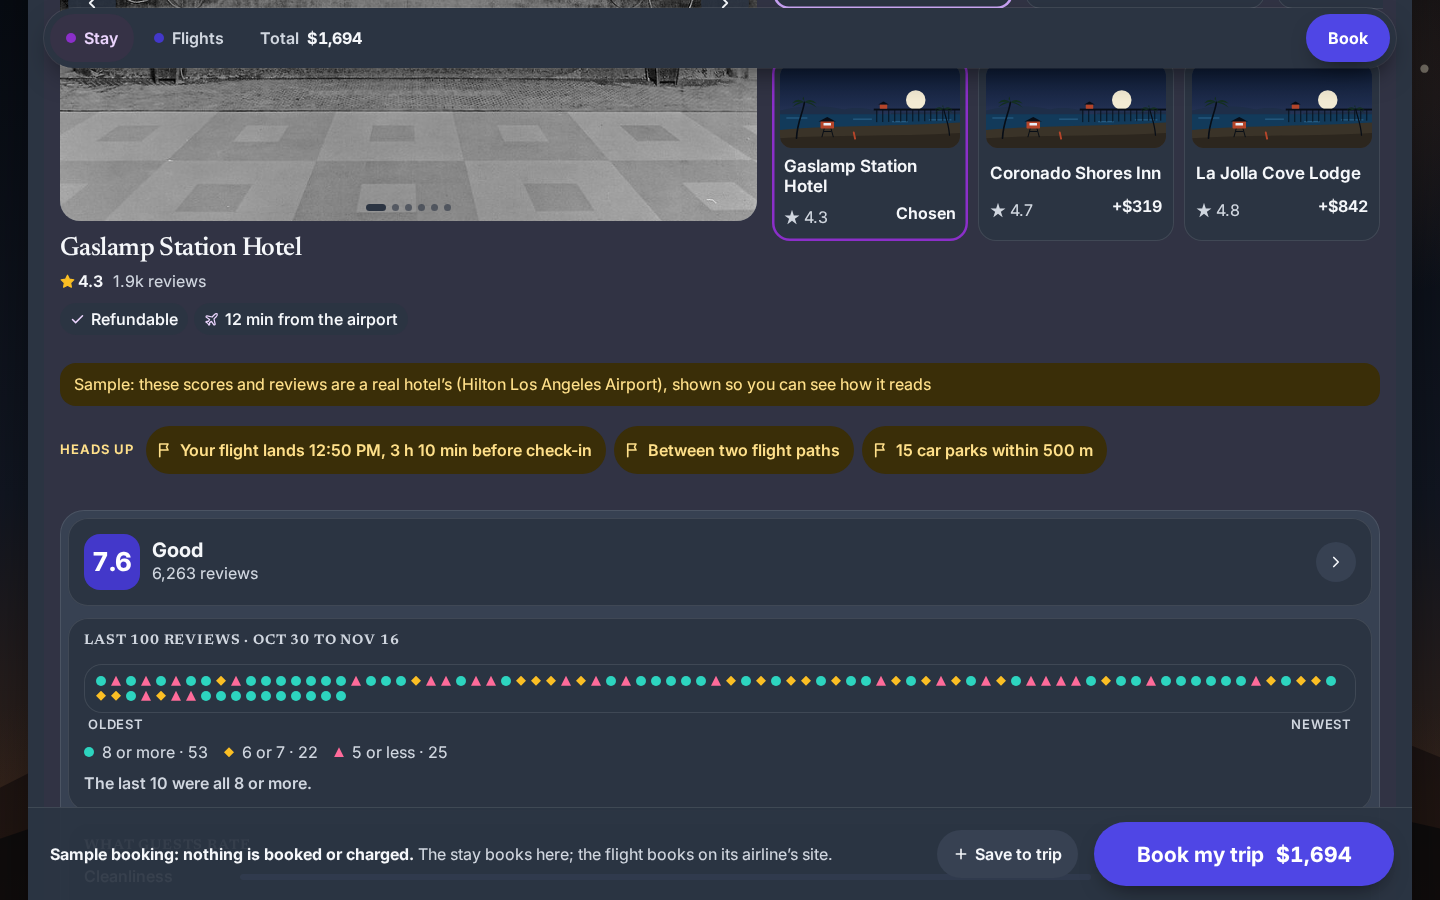 Stay
Flights
Total $1,694
Book
Gaslamp Station Hotel
★ 4.3
Chosen
Coronado Shores Inn
★ 4.7
+$319
La Jolla Cove Lodge
★ 4.8
+$842
Gaslamp Station Hotel
4.3 1.9k reviews
Refundable
12 min from the airport
Sample: these scores and reviews are a real hotel’s (Hilton Los Angeles Airport), shown so you can see how it reads
HEADS UP
Your flight lands 12:50 PM, 3 h 10 min before check-in
Between two flight paths
15 car parks within 500 m
7.6
Good
6,263 reviews
LAST 100 REVIEWS · OCT 30 TO NOV 16
OLDEST
NEWEST
8 or more · 53
6 or 7 · 22
5 or less · 25
The last 10 were all 8 or more.
WHAT GUESTS RATE
Cleanliness
Sample booking: nothing is booked or charged. The stay books here; the flight books on its airline’s site.
Save to trip
Book my trip $1,694